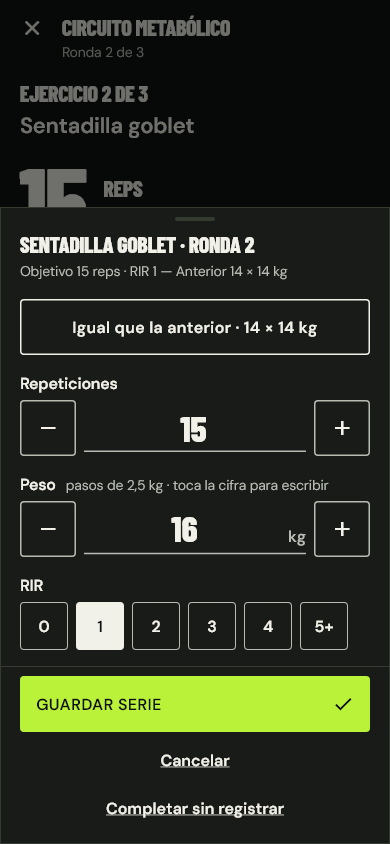 CIRCUITO METABÓLICO
Ronda 2 de 3
EJERCICIO 2 DE 3
Sentadilla goblet
15 REPS
SENTADILLA GOBLET · RONDA 2
Objetivo 15 reps · RIR 1 — Anterior 14 × 14 kg
Igual que la anterior · 14 × 14 kg
Repeticiones
− 15 +
Peso pasos de 2,5 kg · toca la cifra para escribir
− 16 kg +
RIR
0 1 2 3 4 5+
GUARDAR SERIE
Cancelar
Completar sin registrar